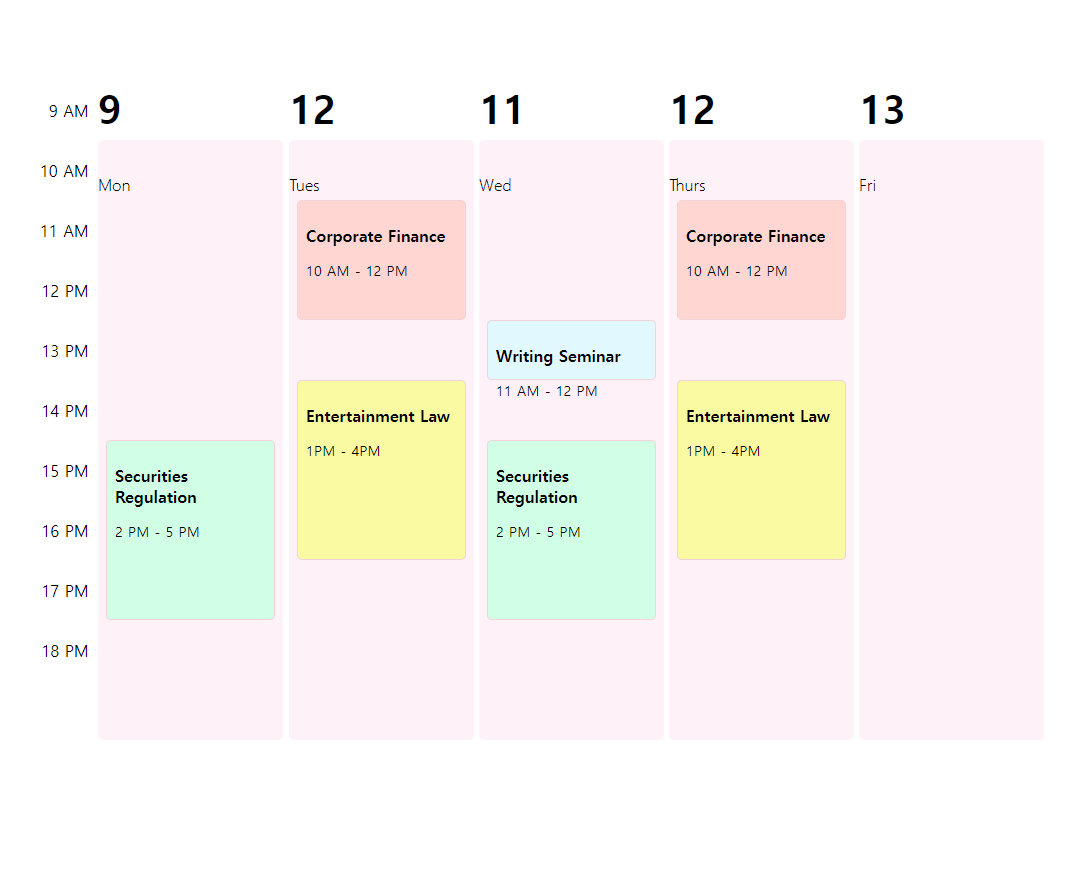 9 AM
10 AM
11 AM
12 PM
13 PM
14 PM
15 PM
16 PM
17 PM
18 PM
9
Mon
Securities
Regulation
2 PM - 5 PM
12
Tues
Corporate Finance
10 AM - 12 PM
Entertainment Law
1PM - 4PM
11
Wed
Writing Seminar
11 AM - 12 PM
Securities
Regulation
2 PM - 5 PM
12
Thurs
Corporate Finance
10 AM - 12 PM
Entertainment Law
1PM - 4PM
13
Fri